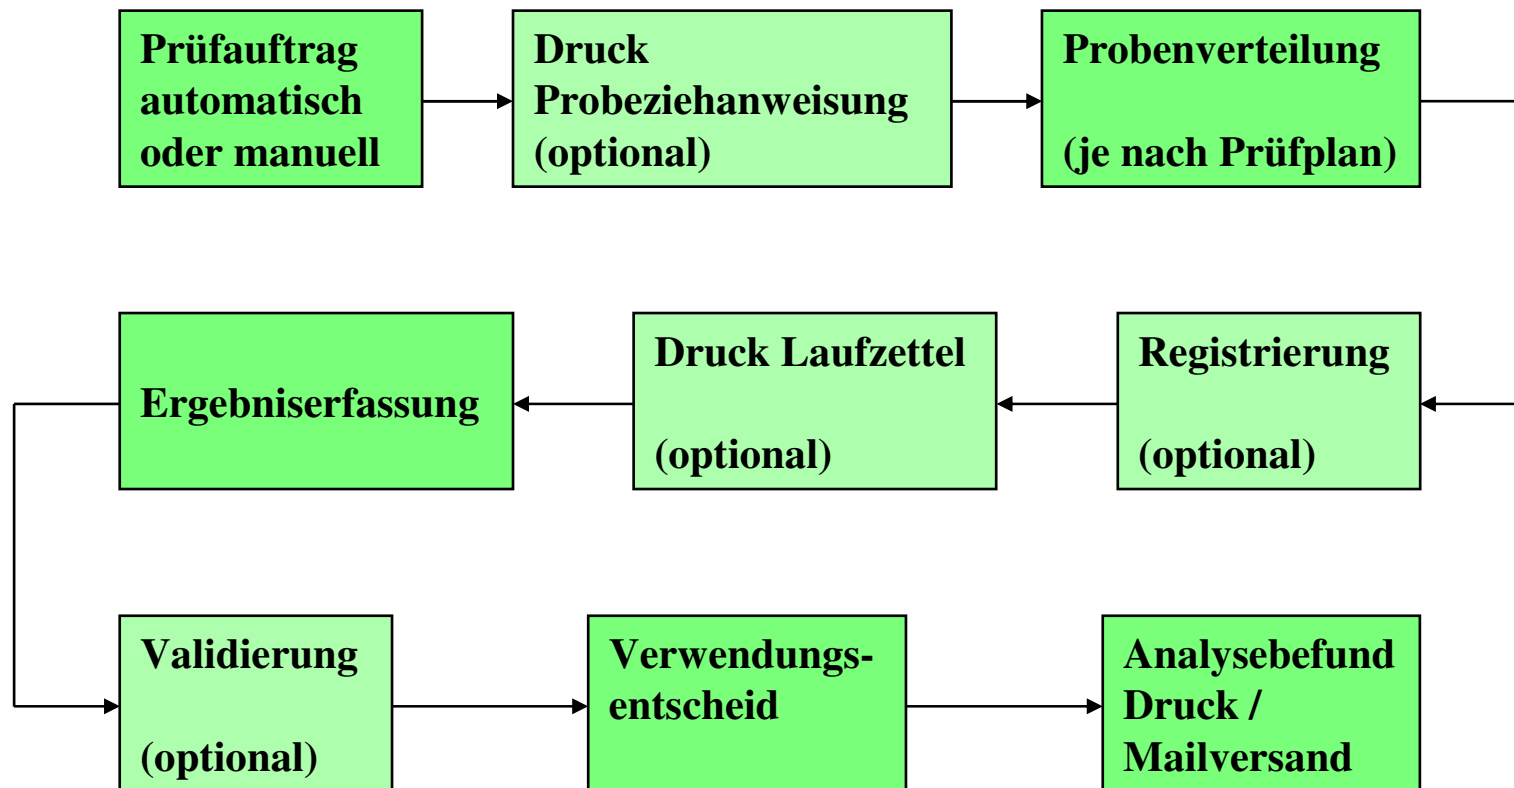 Prüfauftrag
automatisch
oder manuell
Druck
Probeziehanweisung
(optional)
Probenverteilung
(je nach Prüfplan)
Registrierung
(optional)
Druck Laufzettel
(optional)
Ergebniserfassung
Validierung
(optional)
Verwendungs-
entscheid
Analysebefund
Druck /
Mailversand